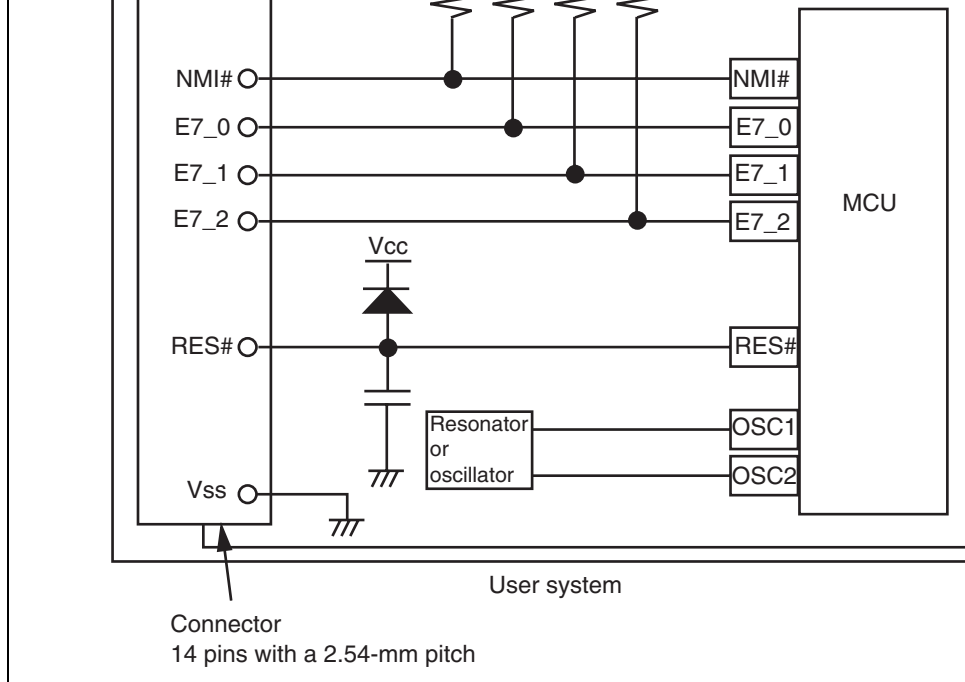 NMI# NMI#
E7_0 E7_0
E7_1 E7_1
MCU
E7_2 E7_2
Vcc
RES# RES#
Resonator
or
oscillator
OSC1
OSC2
Vss
User system
Connector
14 pins with a 2.54-mm pitch